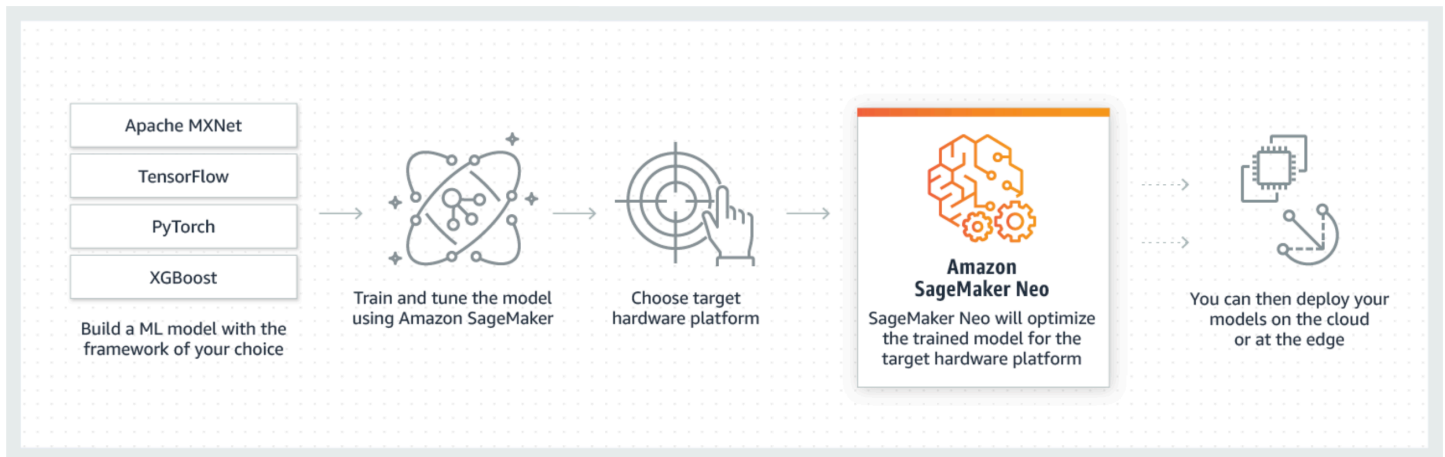 Apache MXNet
TensorFlow
PyTorch
XGBoost
Build a ML model with the
framework of your choice
Train and tune the model
using Amazon SageMaker
Choose target
hardware platform
Amazon
SageMaker Neo
SageMaker Neo will optimize
the trained model for the
target hardware platform
You can then deploy your
models on the cloud
or at the edge